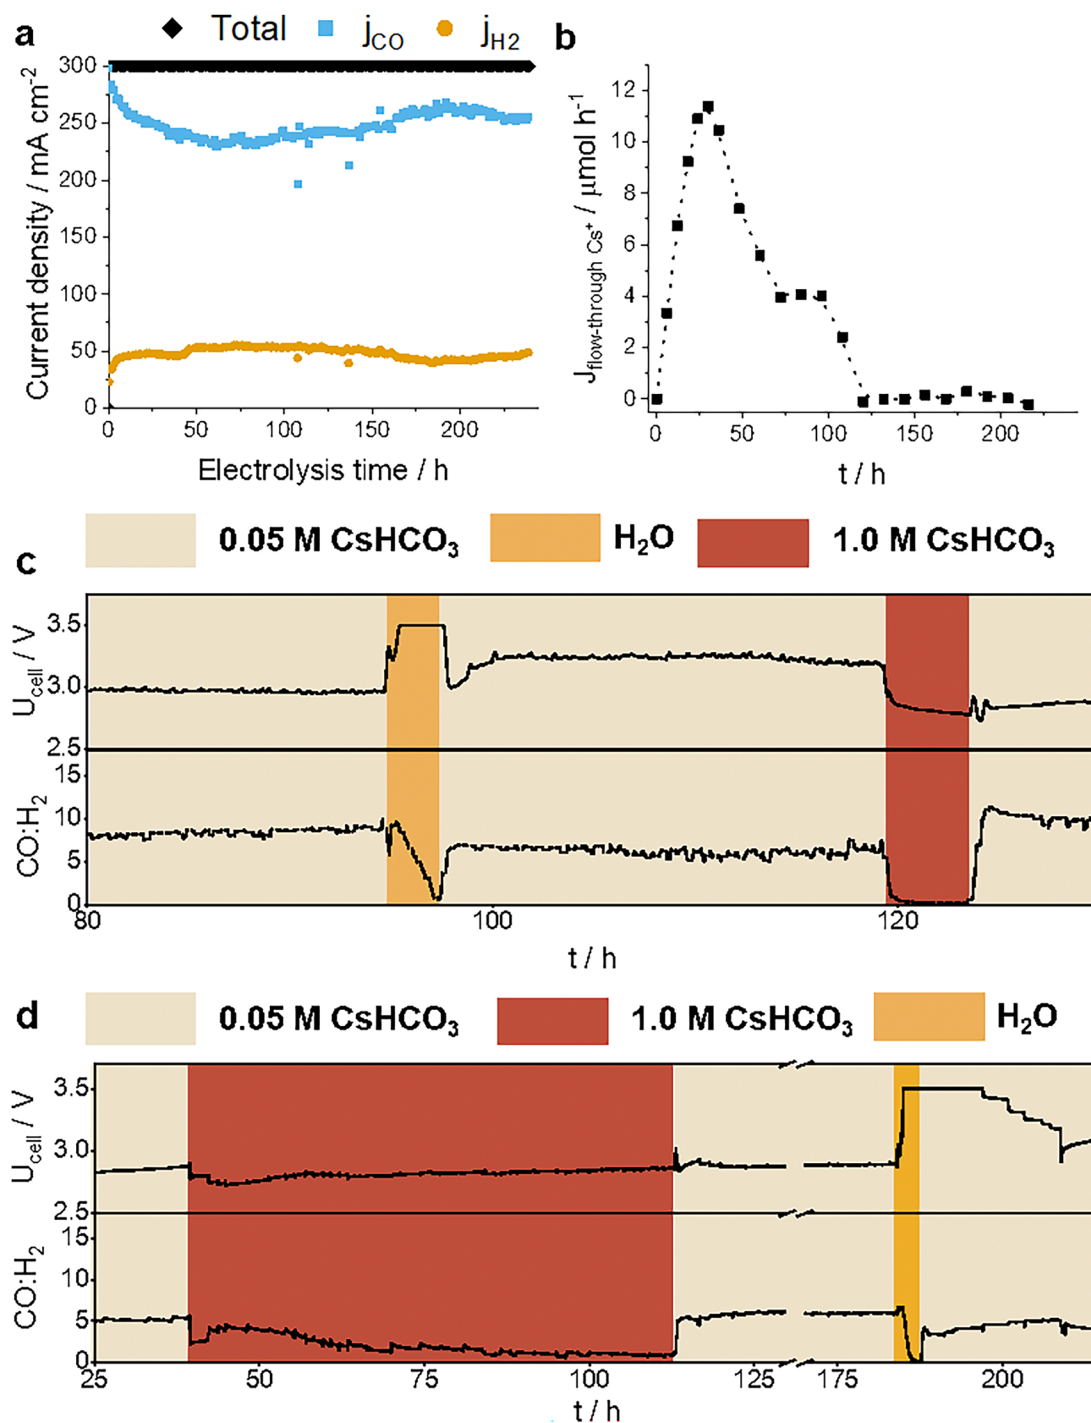 a
Total
jCO
jH2
b
Current density / mA cm-2
300
250
200
150
100
50
0
0 50 100 150 200
Electrolysis time / h
Jflow-through Cs+ / μmol h-1
12
10
8
6
4
2
0
0 50 100 150 200
t / h
0.05 M CsHCO3
H2O
1.0 M CsHCO3
c
Ucell / V
3.5
3.0
2.5
CO:H2
15
10
5
0
80 100 120
t / h
d
0.05 M CsHCO3
1.0 M CsHCO3
H2O
Ucell / V
3.5
3.0
2.5
CO:H2
15
10
5
0
25 50 75 100 125 175 200
t / h